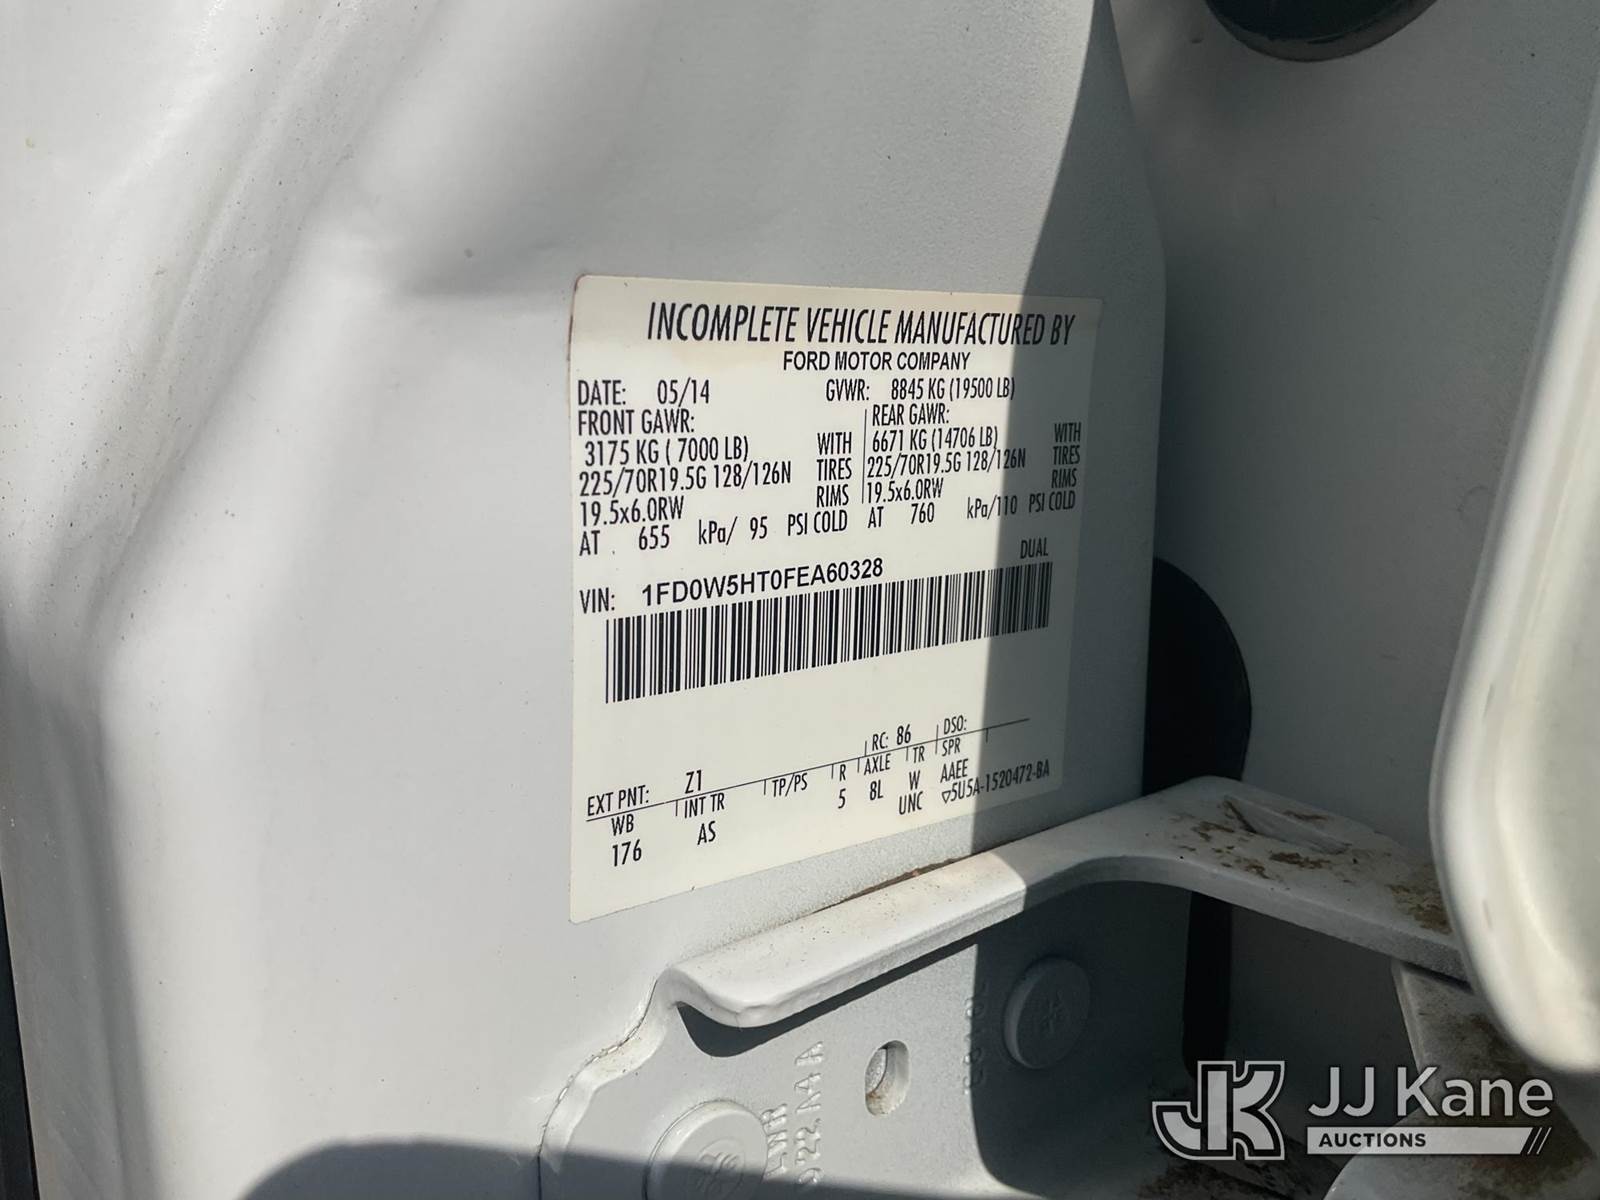 INCOMPLETE VEHICLE MANUFACTURED BY
FORD MOTOR COMPANY
DATE: 05/14 GVWR: 8845 KG (19500 LB)
FRONT GAWR: REAR GAWR:
3175 KG ( 7000 LB) WITH 6671 KG (14706 LB) WITH
225/70R19.5G 128/126N TIRES 225/70R19.5G 128/126N TIRES
19.5x6.0RW RIMS 19.5x6.0RW RIMS
AT 655 kPa/ 95 PSI COLD AT 760 kPa/110 PSI COLD
DUAL
VIN: 1FD0W5HT0FEA60328
EXT PNT: Z1 RC: 86 DSO:
WB INT TR TP/PS R AXLE TR SPR
176 AS 5 8L W AAEE
UNC ▽5U5A-1520472-BA
JK JJ Kane
AUCTIONS